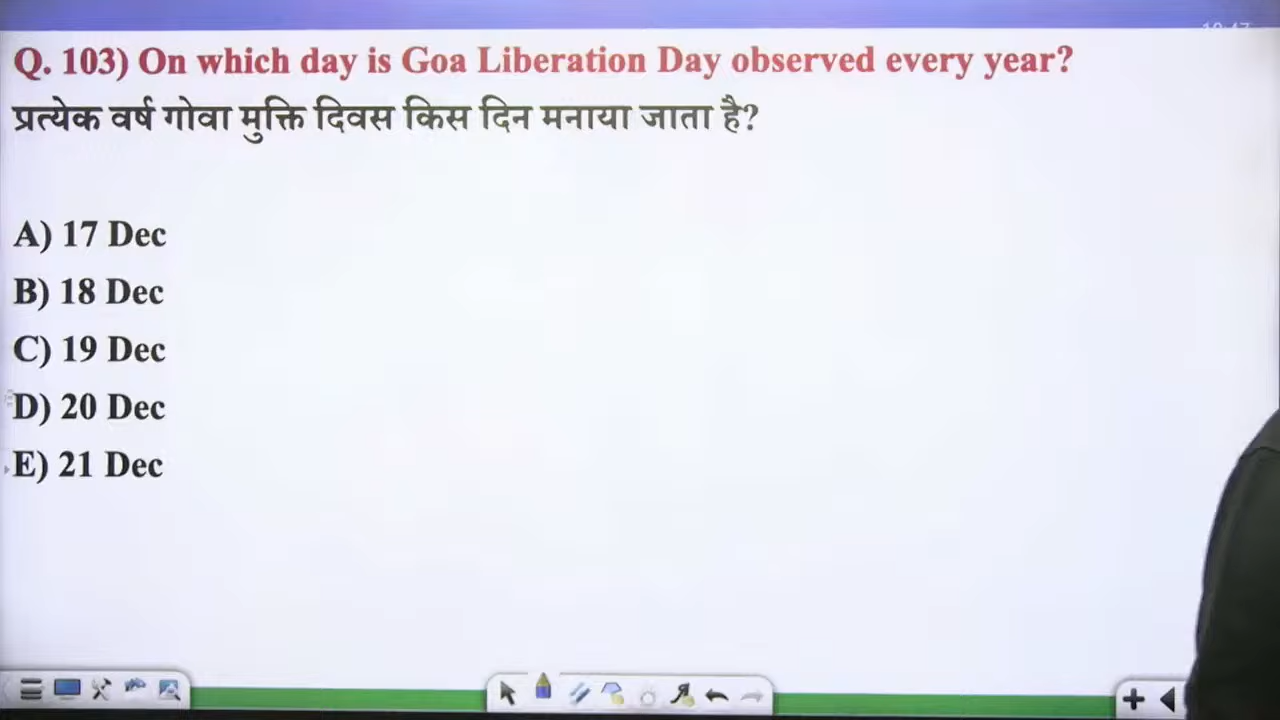 Q. 103) On which day is Goa Liberation Day observed every year?
प्रत्येक वर्ष गोवा मुक्ति दिवस किस दिन मनाया जाता है?
A) 17 Dec
B) 18 Dec
C) 19 Dec
D) 20 Dec
E) 21 Dec